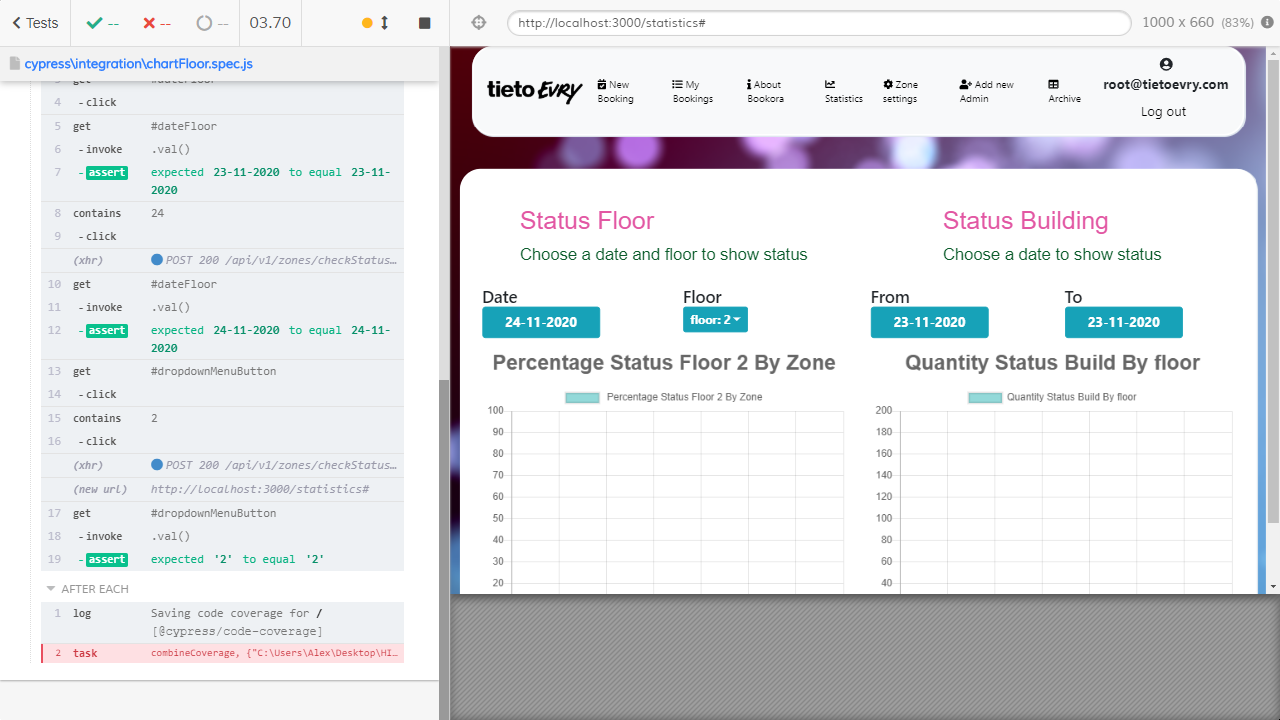 Tests
--
--
--
03.70
http://localhost:3000/statistics#
1000 x 660 (83%)
cypress\integration\chartFloor.spec.js
3 get #dateFloor
4 -click
5 get #dateFloor
6 -invoke .val()
7 -assert expected 23-11-2020 to equal 23-11-
2020
8 contains 24
9 -click
(xhr) POST 200 /api/v1/zones/checkStatus…
10 get #dateFloor
11 -invoke .val()
12 -assert expected 24-11-2020 to equal 24-11-
2020
13 get #dropdownMenuButton
14 -click
15 contains 2
16 -click
(xhr) POST 200 /api/v1/zones/checkStatus…
(new url) http://localhost:3000/statistics#
17 get #dropdownMenuButton
18 -invoke .val()
19 -assert expected '2' to equal '2'
AFTER EACH
1 log Saving code coverage for /
[@cypress/code-coverage]
2 task combineCoverage, {"C:\Users\Alex\Desktop\HI…
tieto Evry
New
Booking
My
Bookings
About
Bookora
Statistics
Zone
settings
Add new
Admin
Archive
root@tietoevry.com
Log out
Status Floor
Choose a date and floor to show status
Date
24-11-2020
Floor
floor: 2
Percentage Status Floor 2 By Zone
Percentage Status Floor 2 By Zone
100
90
80
70
60
50
40
30
20
Status Building
Choose a date to show status
From
23-11-2020
To
23-11-2020
Quantity Status Build By floor
Quantity Status Build By floor
200
180
160
140
120
100
80
60
40